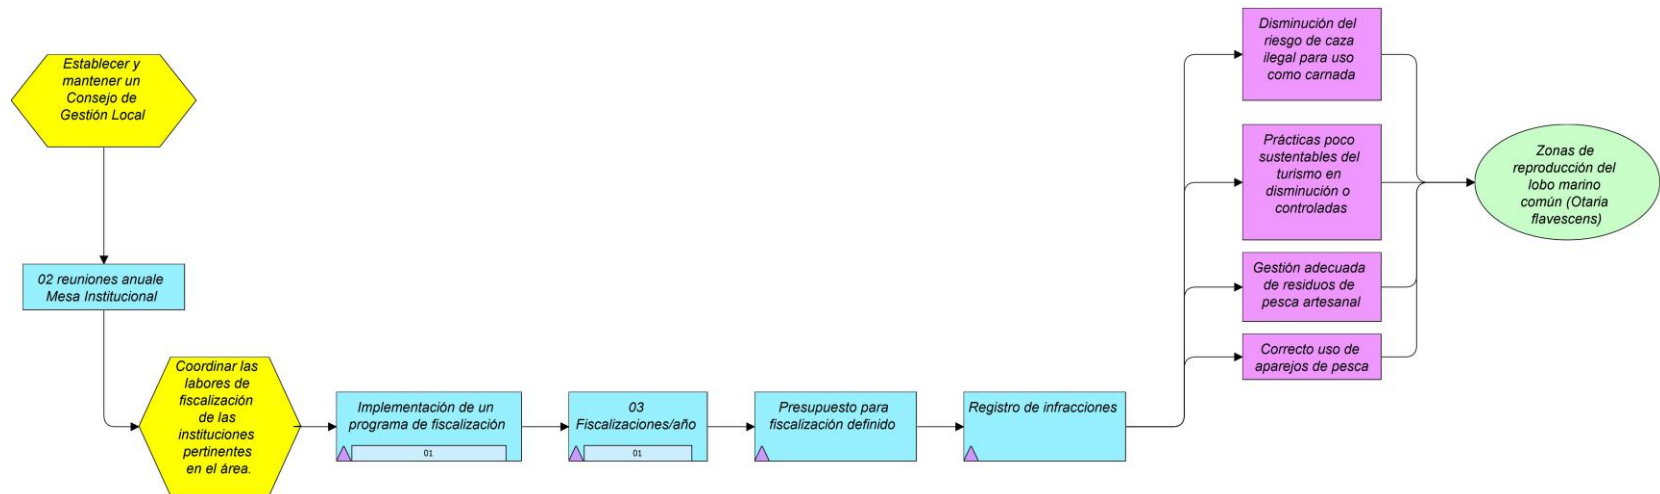 Establecer y
mantener un
Consejo de
Gestión Local
02 reuniones anuale
Mesa Institucional
Coordinar las
labores de
fiscalización
de las
instituciones
pertinentes
en el área.
Implementación de un
programa de fiscalización
01
03
Fiscalizaciones/año
01
Presupuesto para
fiscalización definido
Registro de infracciones
Disminución del
riesgo de caza
ilegal para uso
como carnada
Prácticas poco
sustentables del
turismo en
disminución o
controladas
Gestión adecuada
de residuos de
pesca artesanal
Correcto uso de
aparejos de pesca
Zonas de
reproducción del
lobo marino
común (Otaria
flavescens)